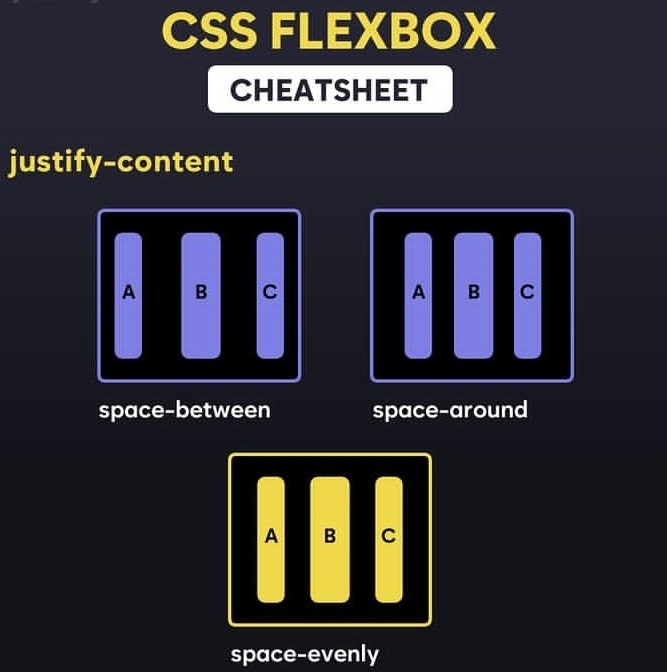 CSS FLEXBOX
CHEATSHEET
justify-content
A B C
A B C
space-between
space-around
A B C
space-evenly